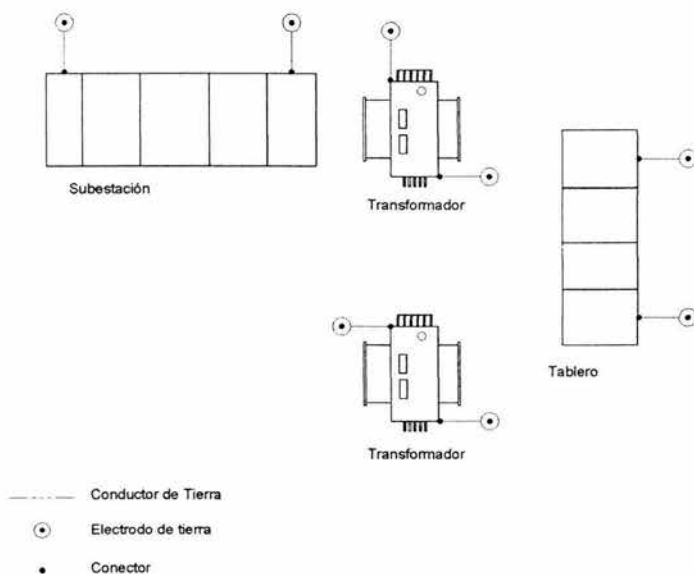 Subestación
Transformador
Transformador
Tablero
Conductor de Tierra
Electrodo de tierra
Conector